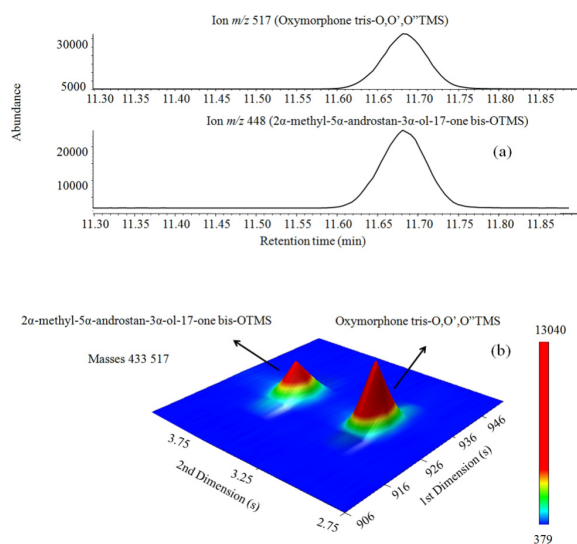 Ion m/z 517 (Oxymorphone tris-O,O',O''TMS)
30000
5000
11.30 11.35 11.40 11.45 11.50 11.55 11.60 11.65 11.70 11.75 11.80 11.85
Abundance
Ion m/z 448 (2α-methyl-5α-androstan-3α-ol-17-one bis-OTMS)
20000
(a)
10000
11.30 11.35 11.40 11.45 11.50 11.55 11.60 11.65 11.70 11.75 11.80 11.85
Retention time (min)
2α-methyl-5α-androstan-3α-ol-17-one bis-OTMS
Oxymorphone tris-O,O',O''TMS
13040
Masses 433 517
(b)
3.75
3.25
2.75
2nd Dimension (s)
906
916
926
936
946
1st Dimension (s)
379